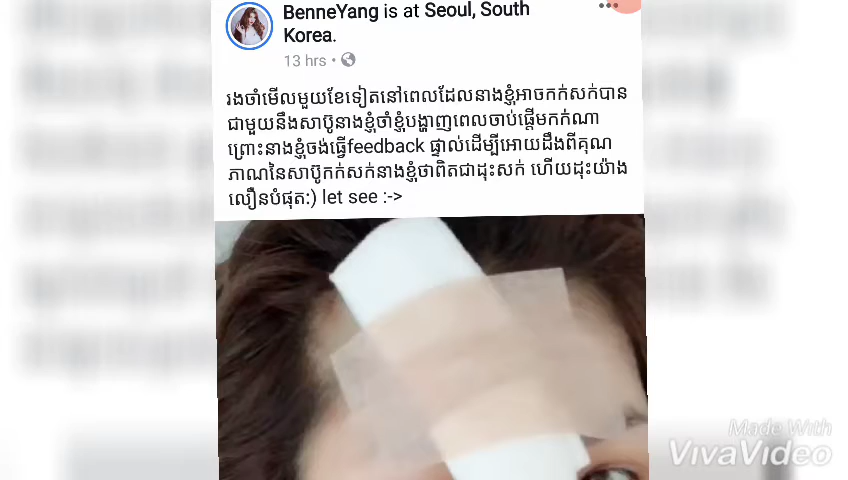 BenneYang is at Seoul, South
Korea.
13 hrs
រងចាំមើលមួយខែទៀតនៅពេលដែលនាងខ្ញុំអាចកក់សក់បាន
ជាមួយនឹងសាប៊ូនាងខ្ញុំចាំខ្ញុំបង្ហាញពេលចាប់ផ្តើមកក់ណា
ព្រោះនាងខ្ញុំចង់ធ្វើfeedback ផ្ទាល់ដើម្បីអោយដឹងពីគុណ
ភាណនៃសាប៊ូកក់សក់នាងខ្ញុំថាពិតជាដុះសក់ ហើយដុះយ៉ាង
លឿនបំផុត:) let see :->
Made With
VivaVideo